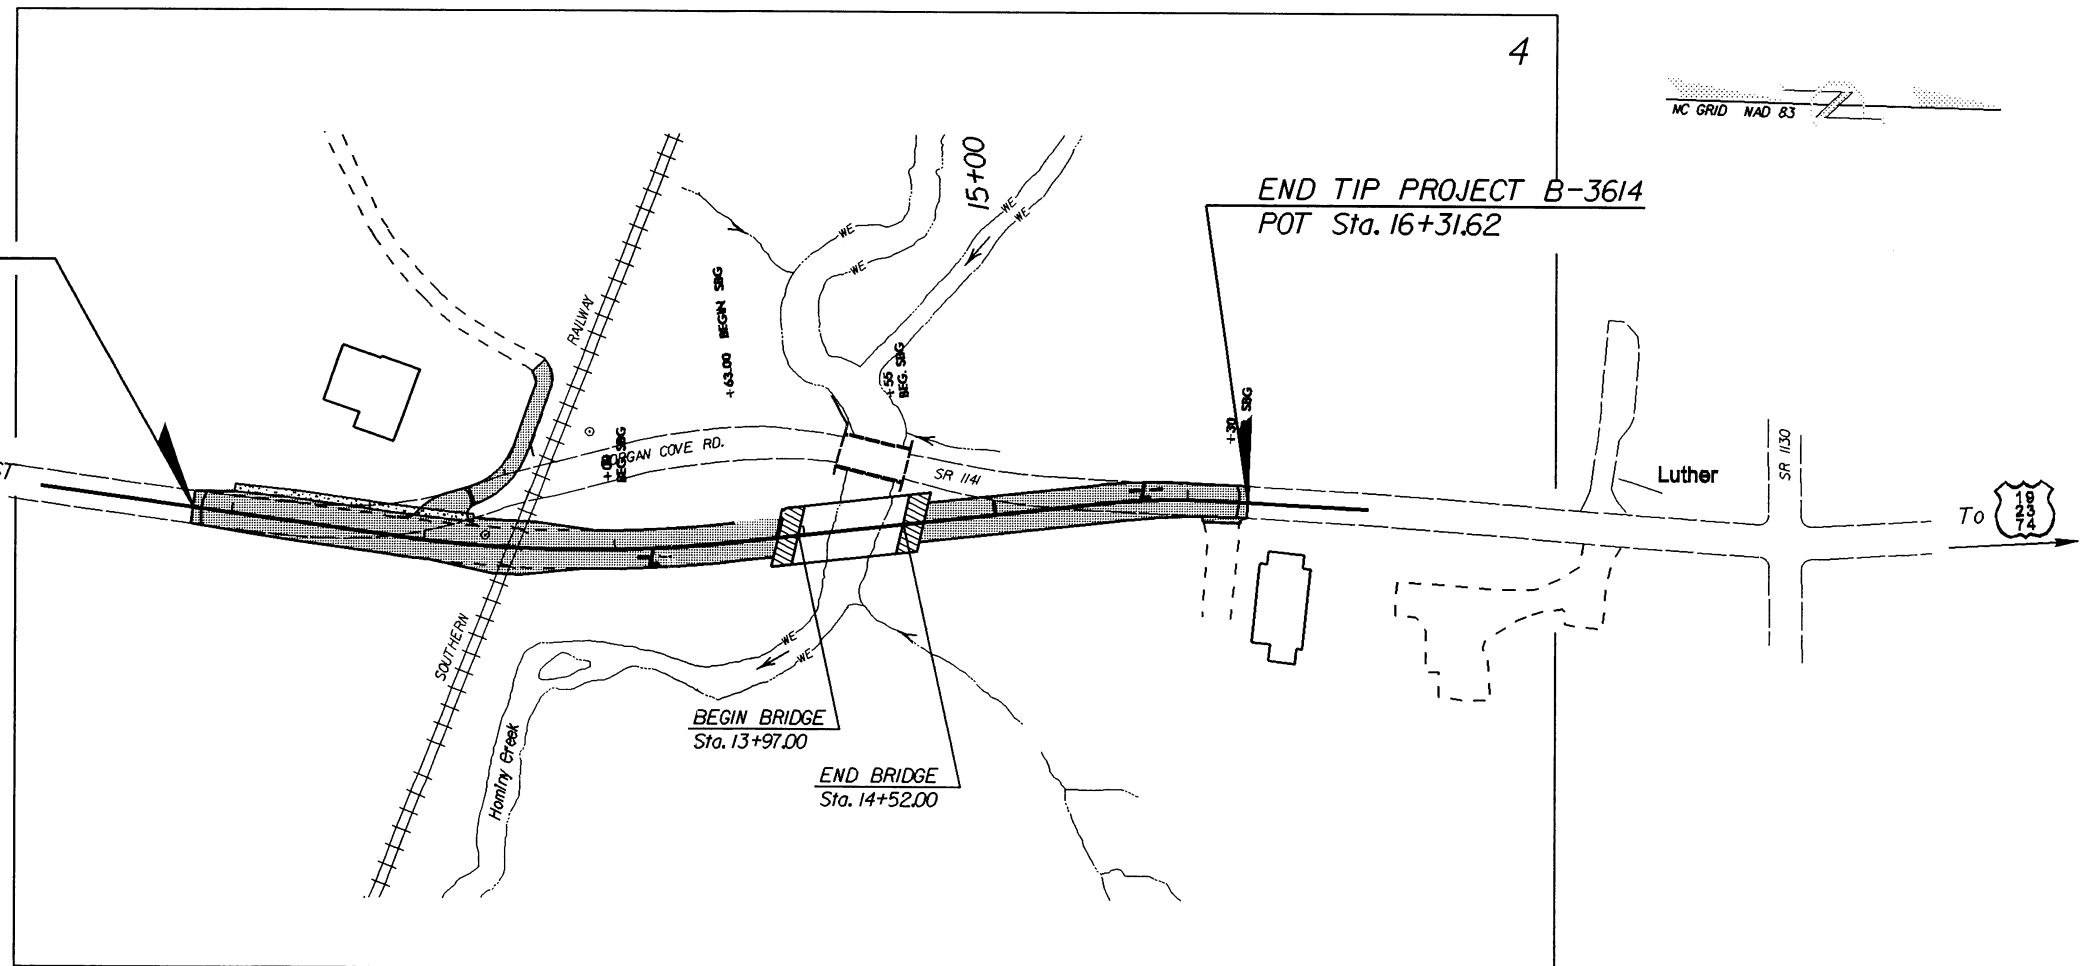 4
NC GRID NAD 83
15+00
END TIP PROJECT B-3614
POT Sta. 16+31.62
WE
WE
WE
WE
RAILWAY
+63.00 BEGIN SBG
+55
BEG. SBG
+30
SBG
BEG. SBG
MORGAN COVE RD.
SR 1141
Luther
SR 1130
To
19
23
74
SOUTHERN
WE
WE
Hominy Creek
BEGIN BRIDGE
Sta. 13+97.00
END BRIDGE
Sta. 14+52.00